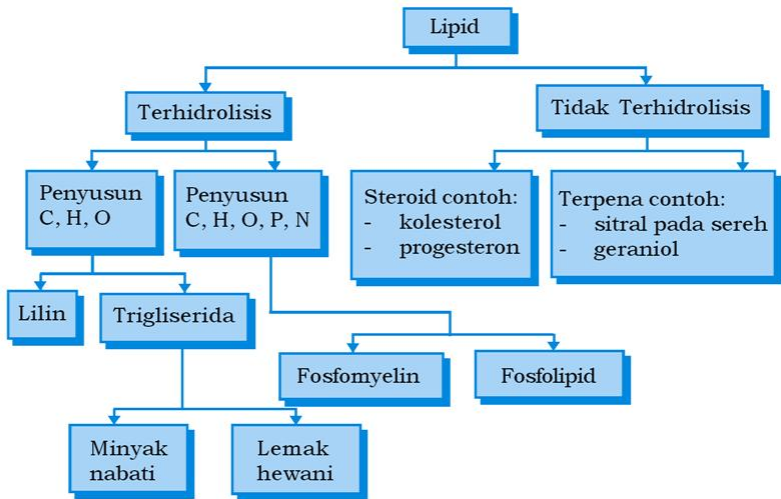 Lipid
Terhidrolisis
Tidak Terhidrolisis
Penyusun
C, H, O
Penyusun
C, H, O, P, N
Steroid contoh:
- kolesterol
- progesteron
Terpena contoh:
- sitral pada sereh
- geraniol
Lilin
Trigliserida
Fosfomyelin
Fosfolipid
Minyak
nabati
Lemak
hewani